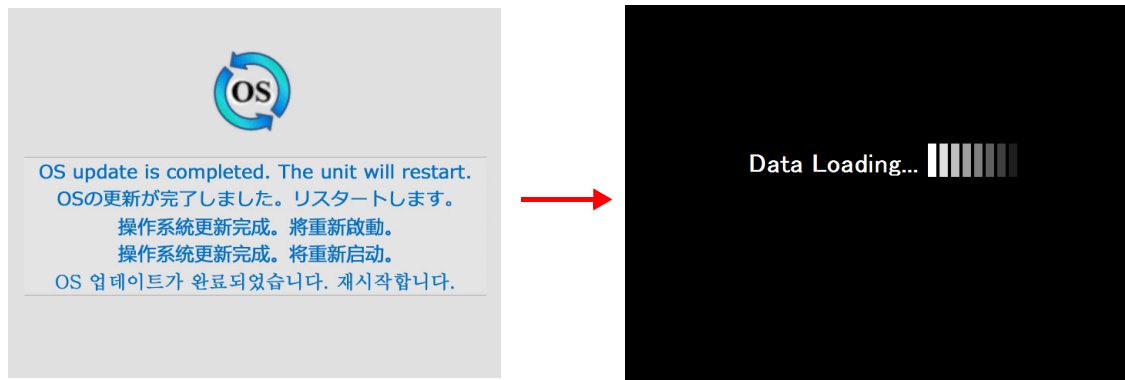 OS
OS update is completed. The unit will restart.
OSの更新が完了しました。リスタートします。
操作系統更新完成。將重新啟動。
操作系统更新完成。将重新启动。
OS 업데이트가 완료되었습니다. 재시작합니다.
Data Loading...